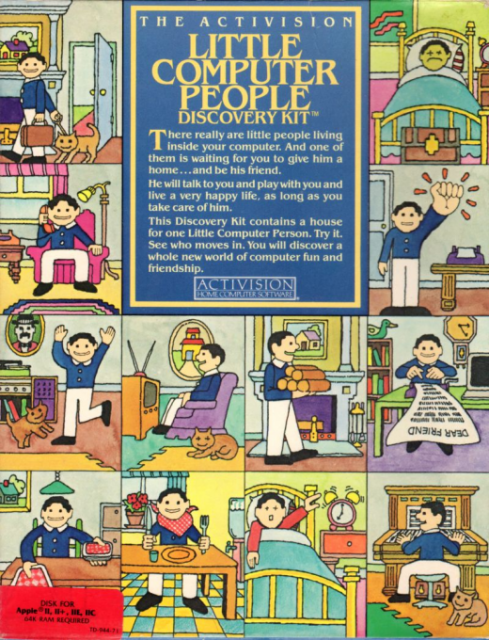 THE ACTIVISION
LITTLE
COMPUTER
PEOPLE
DISCOVERY KIT™
There really are little people living
inside your computer. And one of
them is waiting for you to give him a
home...and be his friend.
He will talk to you and play with you and
live a very happy life, as long as you
take care of him.
This Discovery Kit contains a house
for one Little Computer Person. Try it.
See who moves in. You will discover a
whole new world of computer fun and
friendship.
ACTIVISION
HOME COMPUTER SOFTWARE
DEAR FRIEND
DISK FOR
Apple® II, II+, IIE, IIC
64K RAM REQUIRED